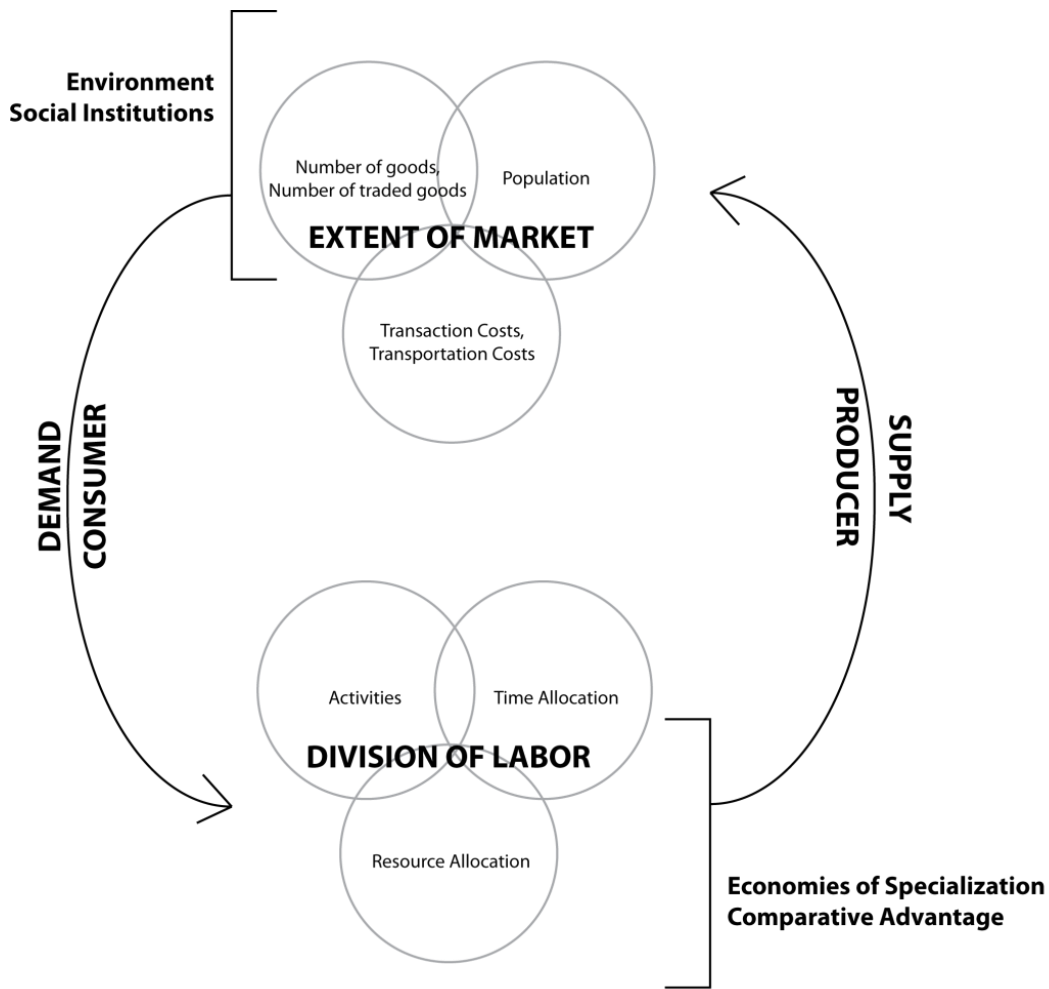 Environment
Social Institutions
Number of goods,
Number of traded goods
Population
EXTENT OF MARKET
Transaction Costs,
Transportation Costs
DEMAND
CONSUMER
PRODUCER
SUPPLY
Activities
Time Allocation
DIVISION OF LABOR
Resource Allocation
Economies of Specialization
Comparative Advantage